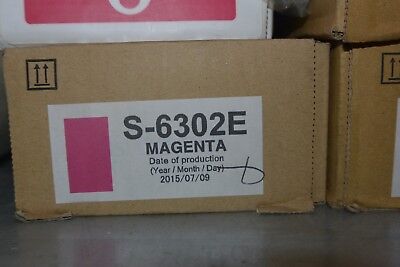 S-6302E
MAGENTA
Date of production
(Year / Month / Day)
2015/07/09